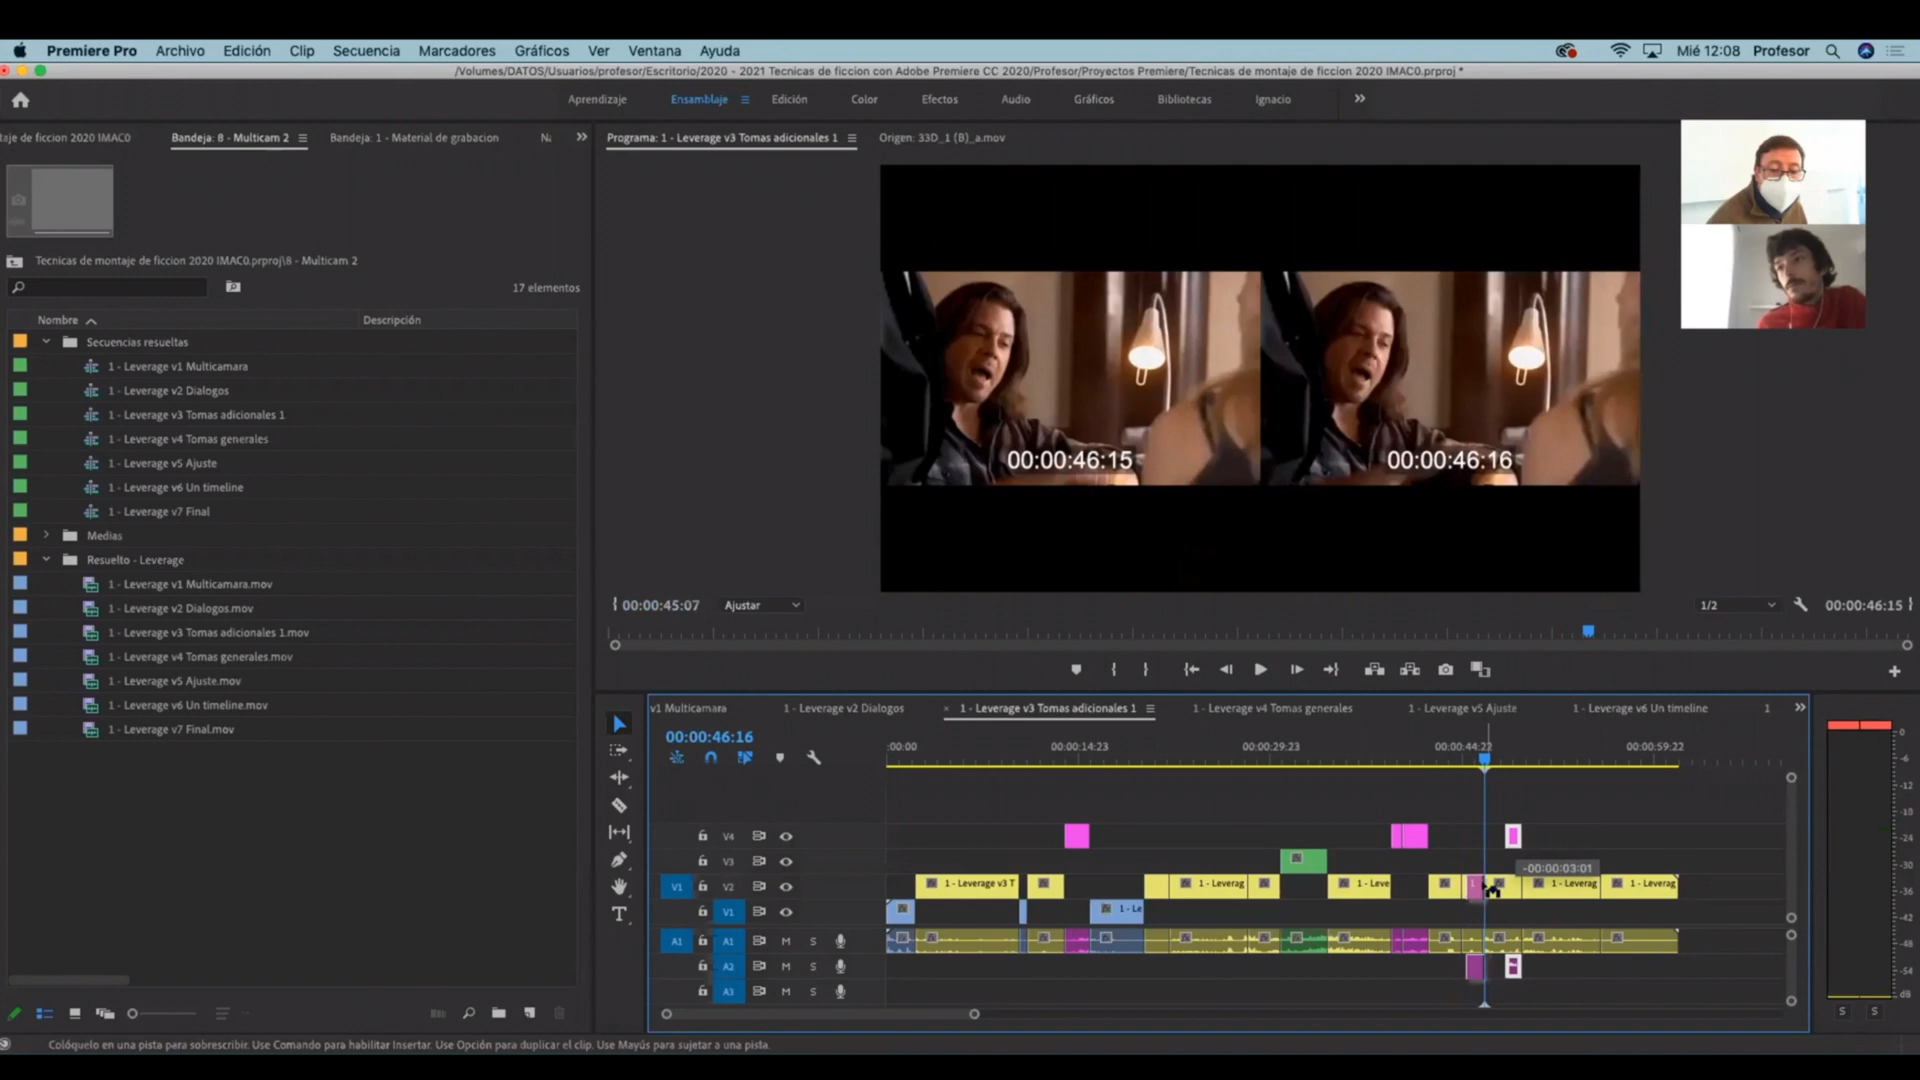 Premiere Pro Archivo Edición Clip Secuencia Marcadores Gráficos Ver Ventana Ayuda Mié 12:08 Profesor
/Volumes/DATOS/Usuarios/profesor/Escritorio/2020 - 2021 Tecnicas de ficcion con Adobe Premiere CC 2020/Profesor/Proyectos Premiere/Tecnicas de montaje de ficcion 2020 IMAC0.prproj *
Aprendizaje Ensamblaje Edición Color Efectos Audio Gráficos Bibliotecas Ignacio
taje de ficcion 2020 IMAC0 Bandeja: 8 - Multicam 2 Bandeja: 1 - Material de grabacion
Programa: 1 - Leverage v3 Tomas adicionales 1 Origen: 33D_1 (B)_a.mov
Tecnicas de montaje de ficcion 2020 IMAC0.prproj\8 - Multicam 2
17 elementos
Nombre Descripción
Secuencias resueltas
1 - Leverage v1 Multicamara
1 - Leverage v2 Dialogos
1 - Leverage v3 Tomas adicionales 1
1 - Leverage v4 Tomas generales
1 - Leverage v5 Ajuste
1 - Leverage v6 Un timeline
1 - Leverage v7 Final
Medias
Resuelto - Leverage
1 - Leverage v1 Multicamara.mov
1 - Leverage v2 Dialogos.mov
1 - Leverage v3 Tomas adicionales 1.mov
1 - Leverage v4 Tomas generales.mov
1 - Leverage v5 Ajuste.mov
1 - Leverage v6 Un timeline.mov
1 - Leverage v7 Final.mov
00:00:46:15 00:00:46:16
00:00:45:07 Ajustar 1/2 00:00:46:15
v1 Multicamara 1 - Leverage v2 Dialogos × 1 - Leverage v3 Tomas adicionales 1 1 - Leverage v4 Tomas generales 1 - Leverage v5 Ajuste 1 - Leverage v6 Un timeline 1
00:00:46:16
:00:00 00:00:14:23 00:00:29:23 00:00:44:22 00:00:59:22
V4
V3
-00:00:03:01
V1 V2 1 - Leverage v3 T 1 - Leverag 1 - Leve 1 1 - Leverag 1 - Leverag
V1 1 - Le
A1 A1 M S
A2 M S
A3 M S
0
-6
-12
-18
-24
-30
-36
-42
-48
-54
dB
S S
Colóquelo en una pista para sobrescribir. Use Comando para habilitar Insertar. Use Opción para duplicar el clip. Use Mayús para sujetar a una pista.